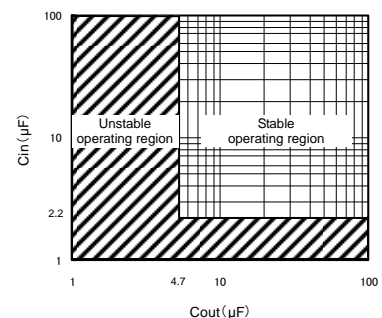 100
Unstable
operating region
Stable
operating region
10
Cin(μF)
2.2
1
1
4.7
10
100
Cout(μF)